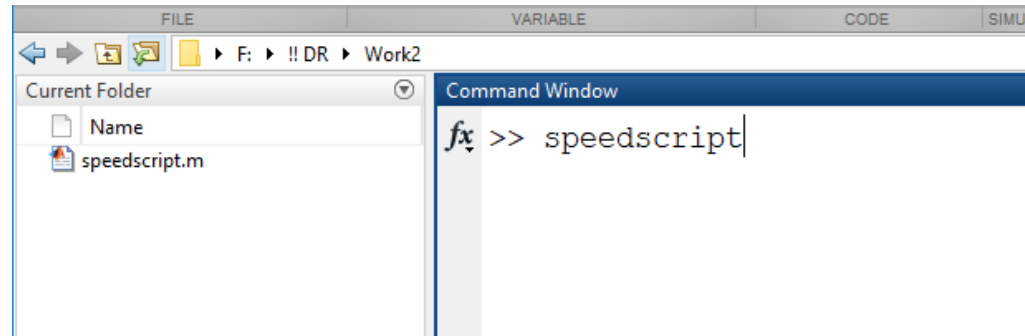 FILE VARIABLE CODE SIMU
F: !! DR Work2
Current Folder
Name
speedscript.m
Command Window
fx >> speedscript